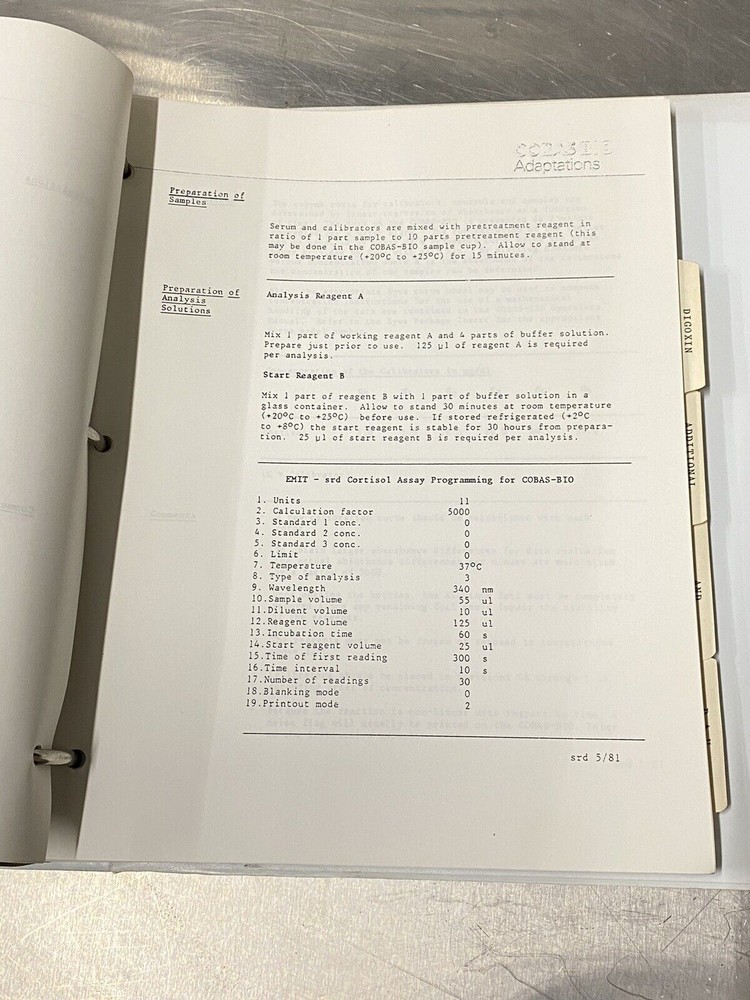 COBAS BIO
Adaptations
Preparation of
Samples
Serum and calibrators are mixed with pretreatment reagent in
ratio of 1 part sample to 10 parts pretreatment reagent (this
may be done in the COBAS-BIO sample cup). Allow to stand at
room temperature (+20°C to +25°C) for 15 minutes.
Preparation of
Analysis
Solutions
Analysis Reagent A
Mix 1 part of working reagent A and 4 parts of buffer solution.
Prepare just prior to use. 125 µl of reagent A is required
per analysis.
Start Reagent B
Mix 1 part of reagent B with 1 part of buffer solution in a
glass container. Allow to stand 30 minutes at room temperature
(+20°C to +25°C) before use. If stored refrigerated (+2°C
to +8°C) the start reagent is stable for 30 hours from prepara-
tion. 25 µl of start reagent B is required per analysis.
EMIT - srd Cortisol Assay Programming for COBAS-BIO
1. Units 11
2. Calculation factor 5000
3. Standard 1 conc. 0
4. Standard 2 conc. 0
5. Standard 3 conc. 0
6. Limit 0
7. Temperature 37°C
8. Type of analysis 3
9. Wavelength 340 nm
10.Sample volume 55 ul
11.Diluent volume 10 ul
12.Reagent volume 125 ul
13.Incubation time 60 s
14.Start reagent volume 25 ul
15.Time of first reading 300 s
16.Time interval 10 s
17.Number of readings 30
18.Blanking mode 0
19.Printout mode 2
srd 5/81
DIGOXIN
ADDITIONAL
AND